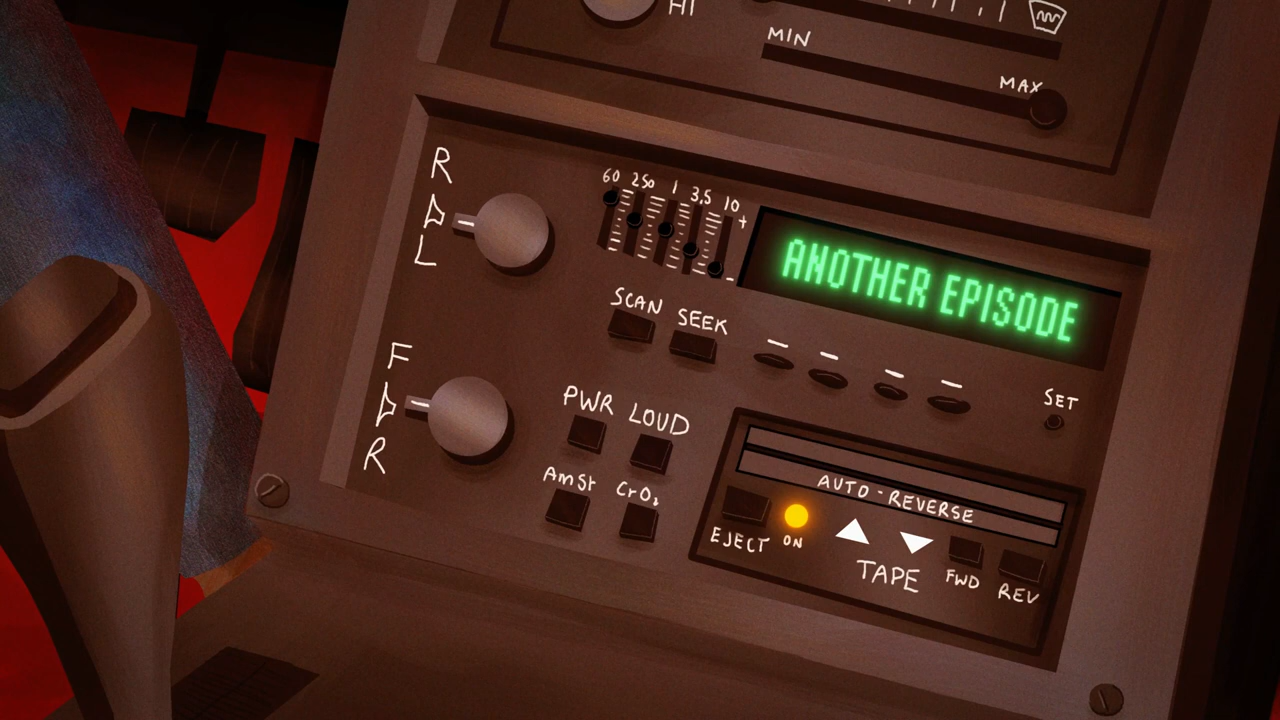 HI
MIN
MAX
R
L
60 250 1 3,5 10
+
-
ANOTHER EPISODE
SCAN SEEK
F
R
PWR LOUD
SET
AmSt CrO₂
AUTO-REVERSE
EJECT ON
TAPE FWD REV